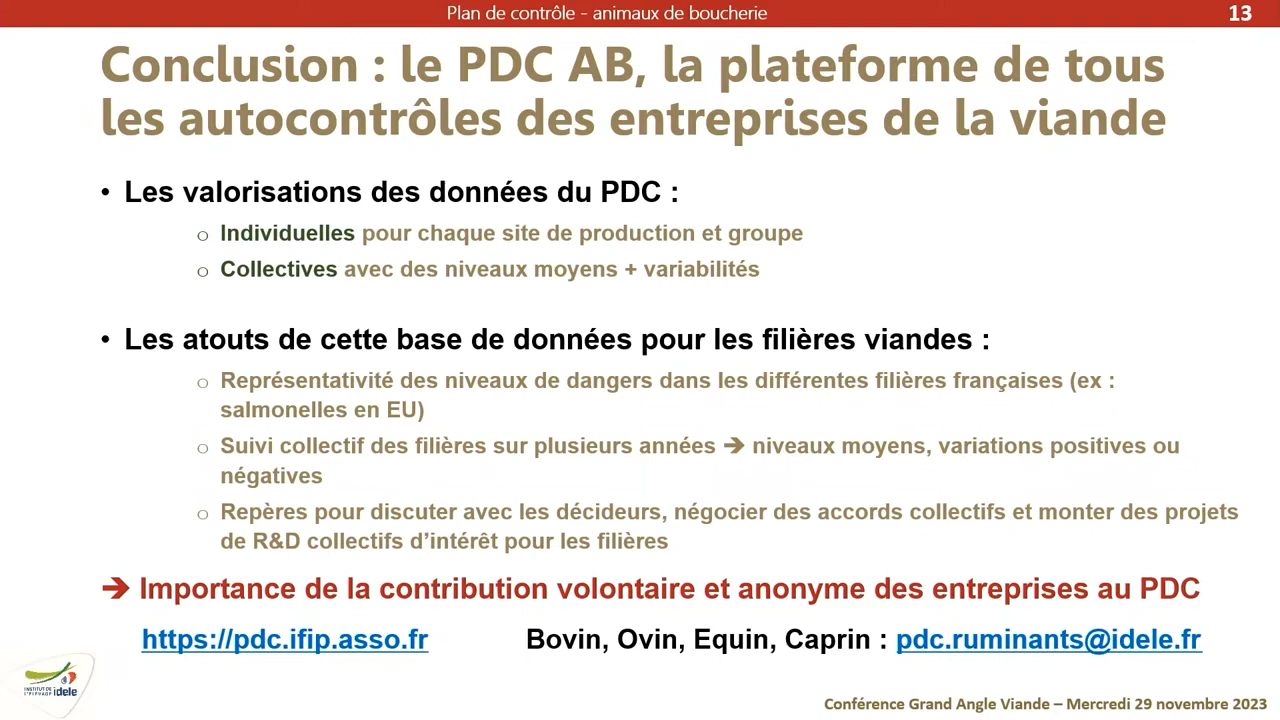 Plan de contrôle - animaux de boucherie
13
Conclusion : le PDC AB, la plateforme de tous
les autocontrôles des entreprises de la viande
• Les valorisations des données du PDC :
o Individuelles pour chaque site de production et groupe
o Collectives avec des niveaux moyens + variabilités
• Les atouts de cette base de données pour les filières viandes :
o Représentativité des niveaux de dangers dans les différentes filières françaises (ex :
salmonelles en EU)
o Suivi collectif des filières sur plusieurs années ➔ niveaux moyens, variations positives ou
négatives
o Repères pour discuter avec les décideurs, négocier des accords collectifs et monter des projets
de R&D collectifs d’intérêt pour les filières
➔ Importance de la contribution volontaire et anonyme des entreprises au PDC
https://pdc.ifip.asso.fr
Bovin, Ovin, Equin, Caprin : pdc.ruminants@idele.fr
INSTITUT DE
L'ELEVAGE idele
Conférence Grand Angle Viande – Mercredi 29 novembre 2023